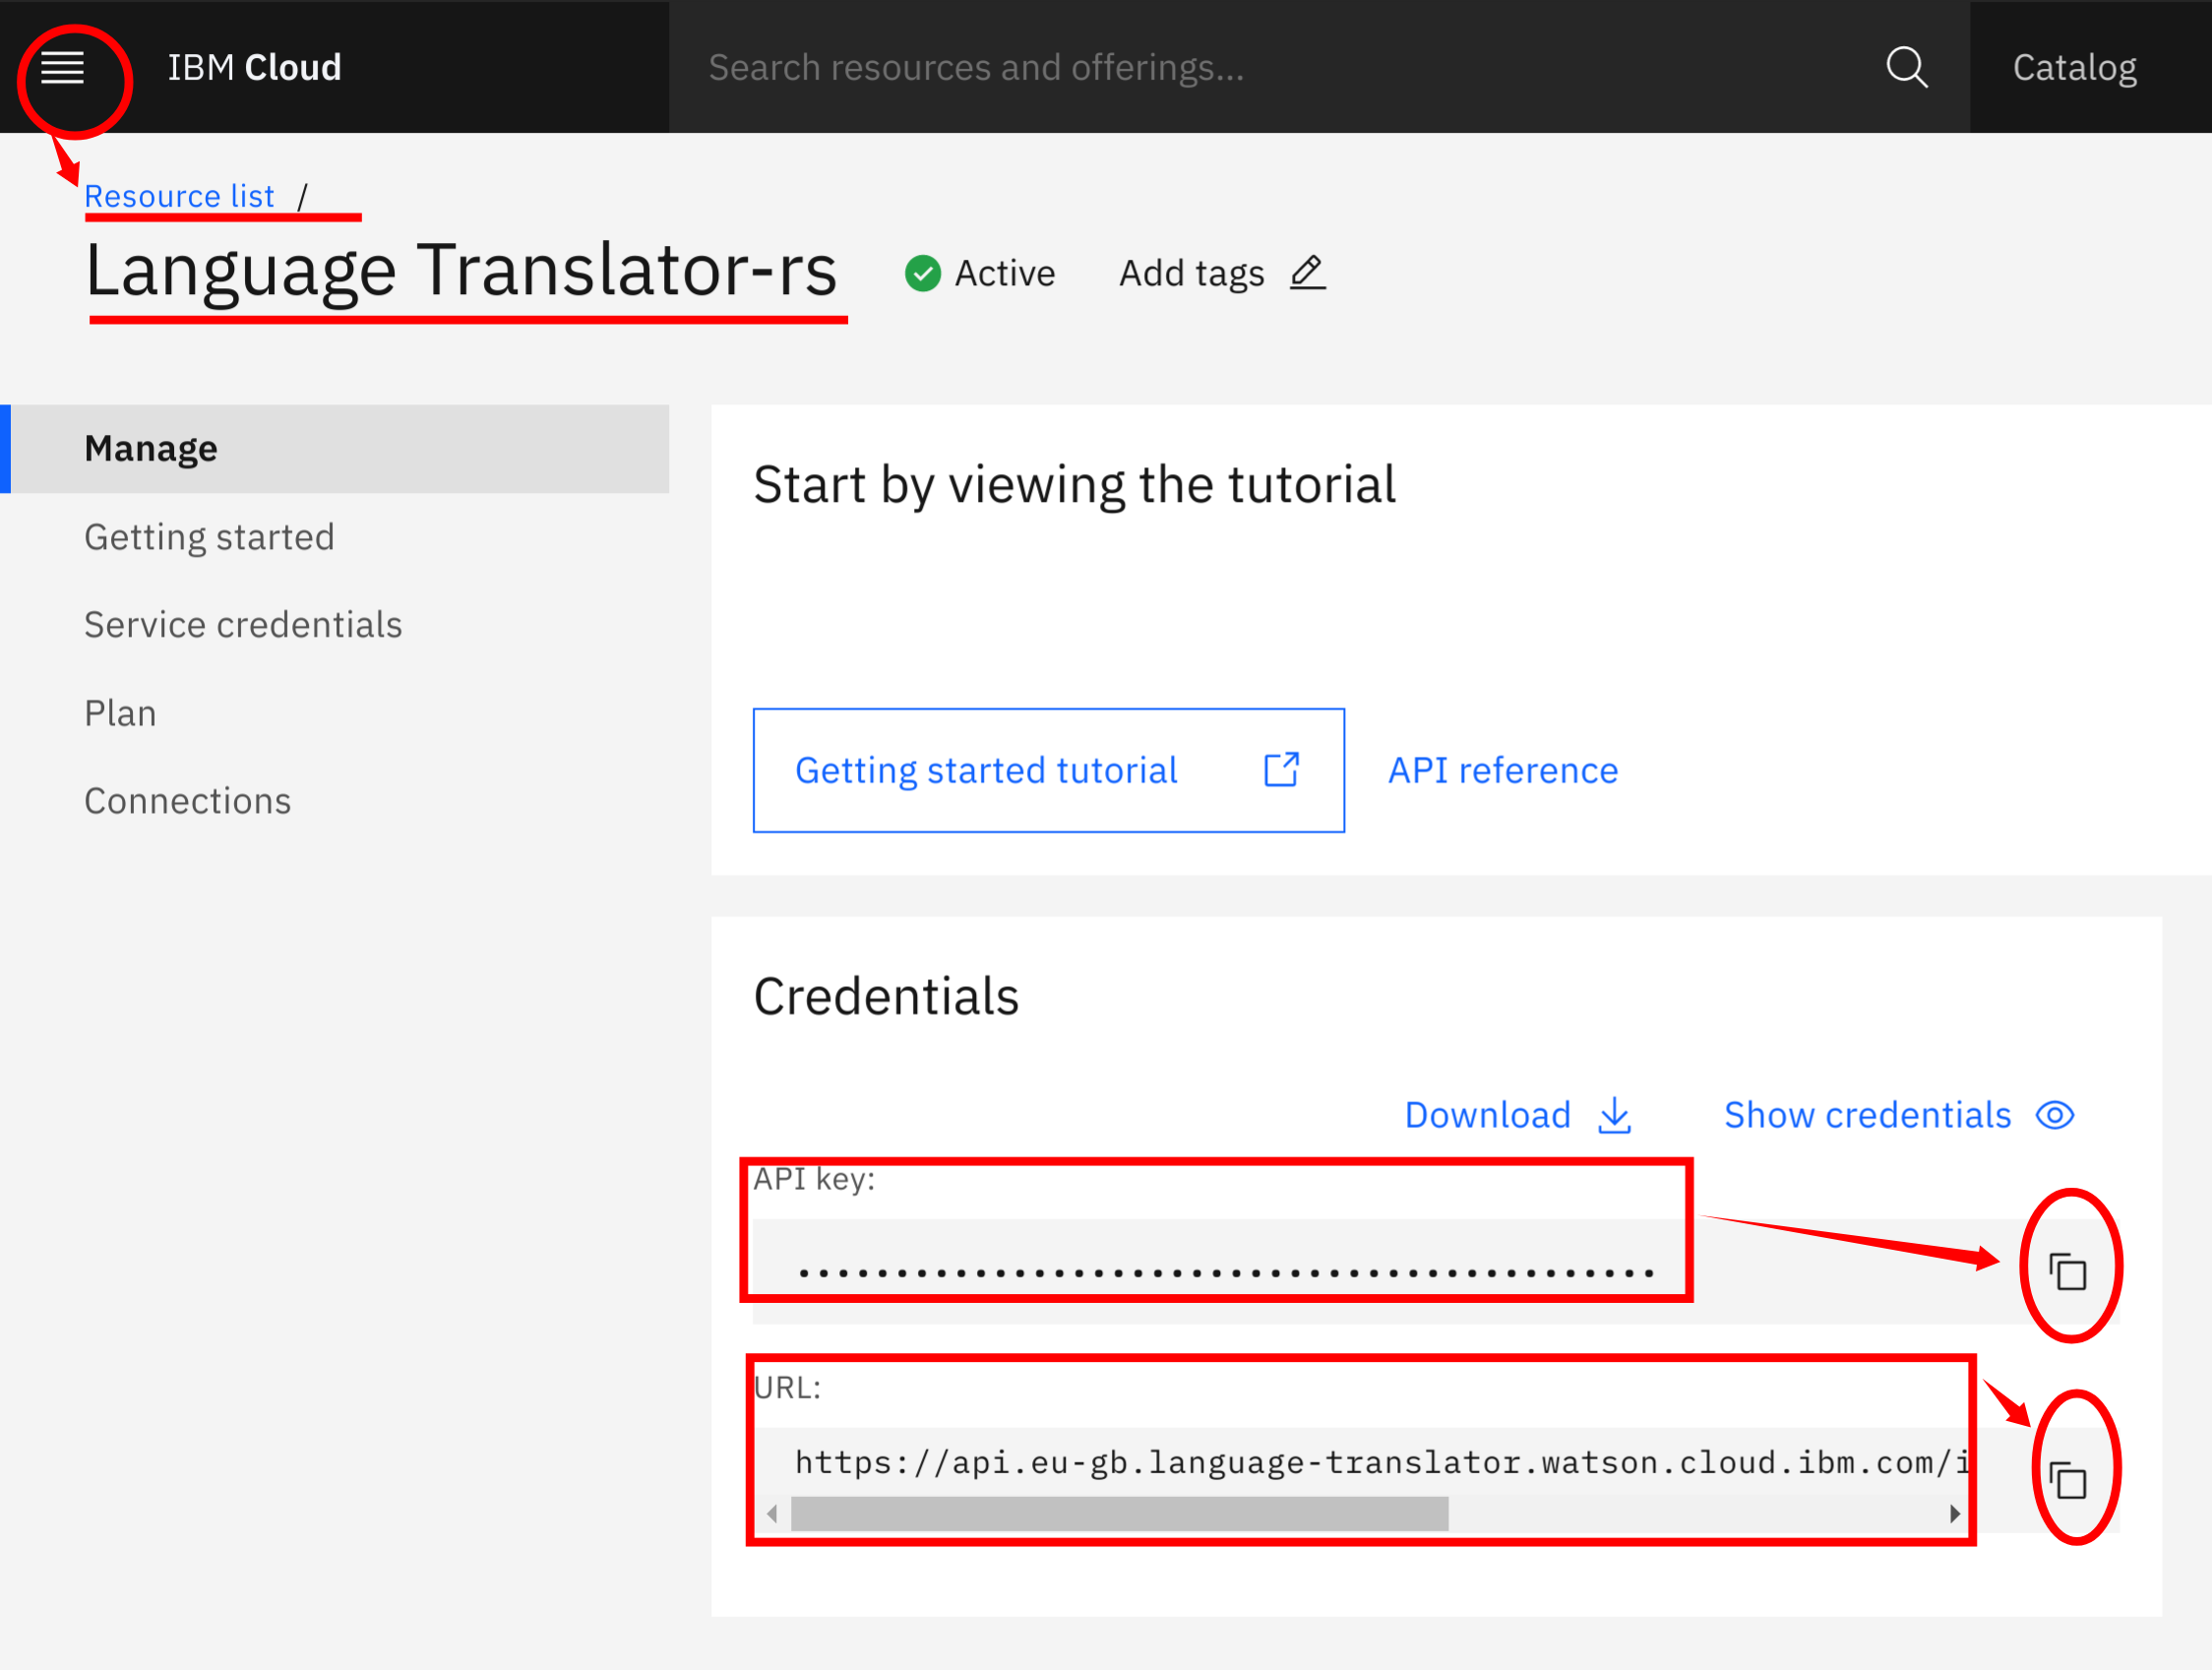 IBM Cloud
Search resources and offerings...
Catalog
Resource list /
Language Translator-rs
Active
Add tags
Manage
Getting started
Service credentials
Plan
Connections
Start by viewing the tutorial
Getting started tutorial
API reference
Credentials
Download
Show credentials
API key:
............................................
URL:
https://api.eu-gb.language-translator.watson.cloud.ibm.com/i